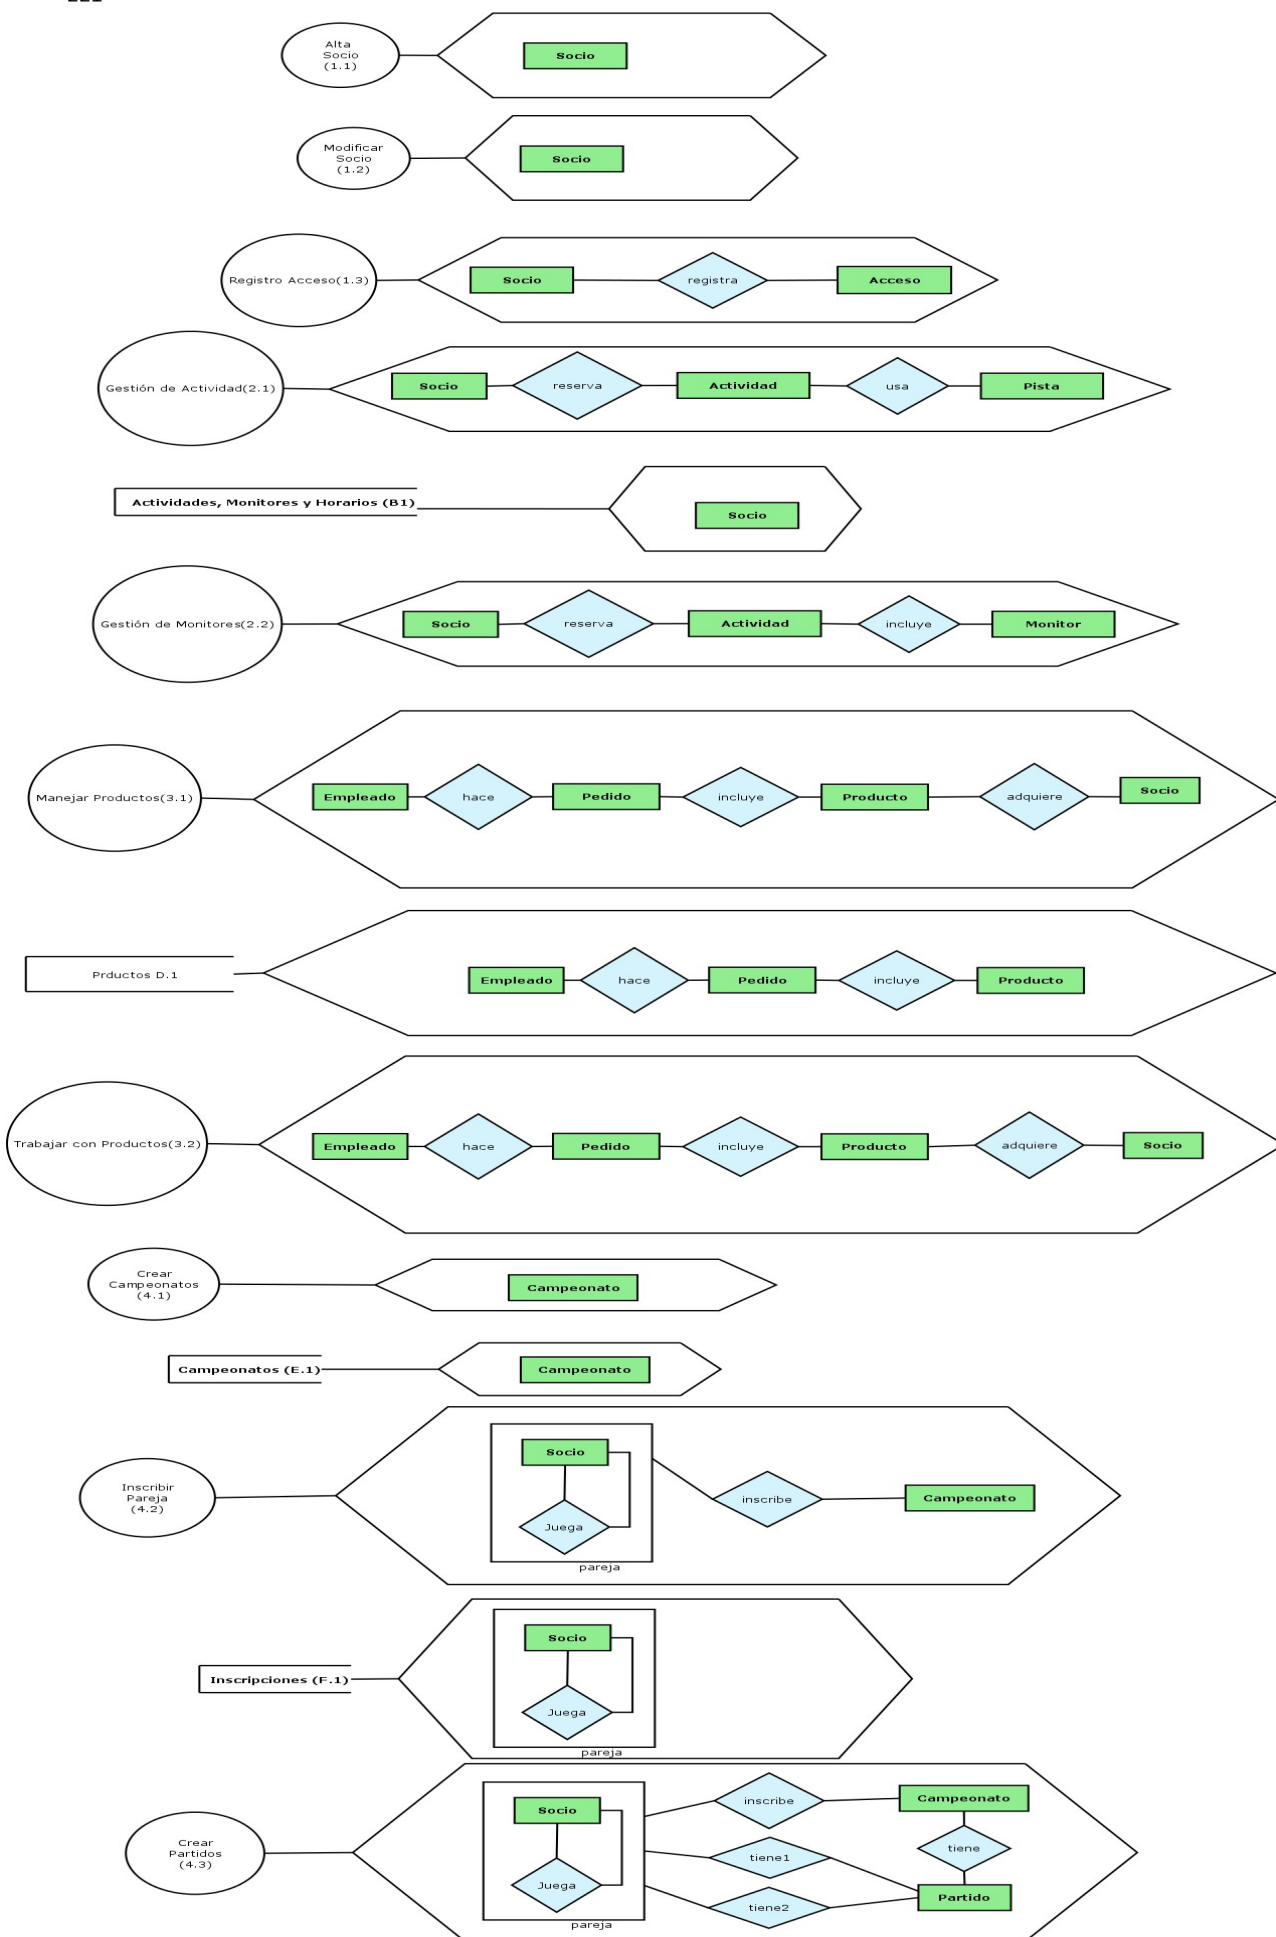 Alta
Socio
(1.1)
Socio
Modificar
Socio
(1.2)
Socio
Registro Acceso(1.3)
Socio
registra
Acceso
Gestión de Actividad(2.1)
Socio
reserva
Actividad
usa
Pista
Actividades, Monitores y Horarios (B1)
Socio
Gestión de Monitores(2.2)
Socio
reserva
Actividad
incluye
Monitor
Manejar Productos(3.1)
Empleado
hace
Pedido
incluye
Producto
adquiere
Socio
Prductos D.1
Empleado
hace
Pedido
incluye
Producto
Trabajar con Productos(3.2)
Empleado
hace
Pedido
incluye
Producto
adquiere
Socio
Crear
Campeonatos
(4.1)
Campeonato
Campeonatos (E.1)
Campeonato
Inscribir
Pareja
(4.2)
Socio
Juega
pareja
inscribe
Campeonato
Inscripciones (F.1)
Socio
Juega
pareja
Crear
Partidos
(4.3)
Socio
Juega
pareja
inscribe
Campeonato
tiene1
tiene
tiene2
Partido